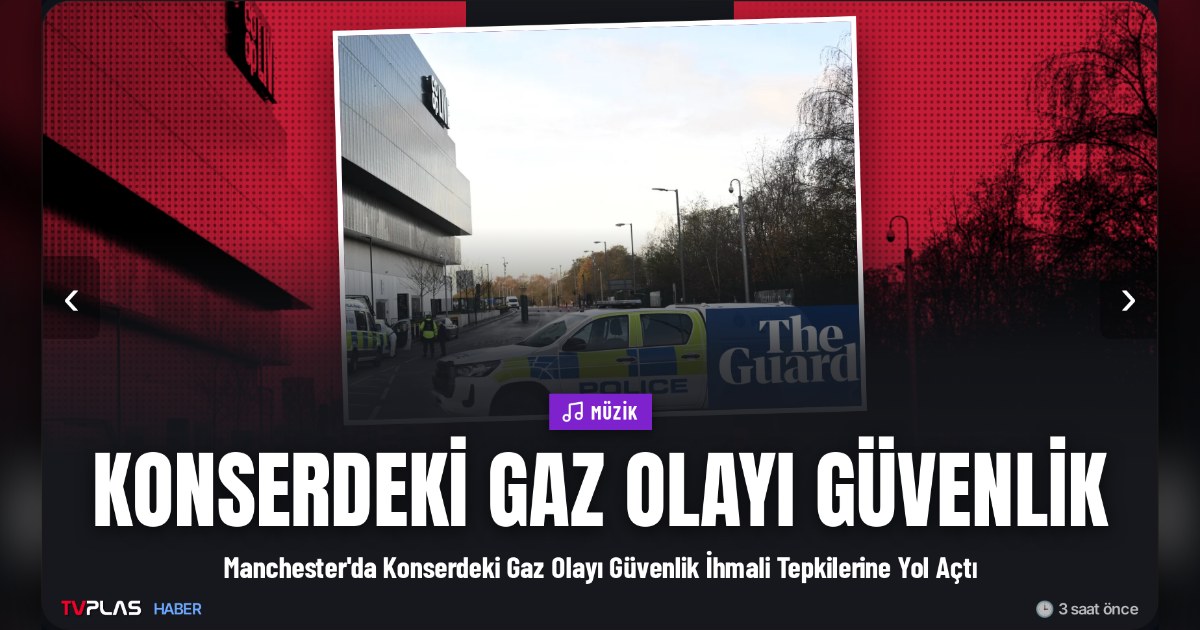 MÜZİK
The
Guard
POLICE
KONSERDEKİ GAZ OLAYI GÜVENLİK
Manchester'da Konserdeki Gaz Olayı Güvenlik İhmali Tepkilerine Yol Açtı
TVPLAS HABER
3 saat önce